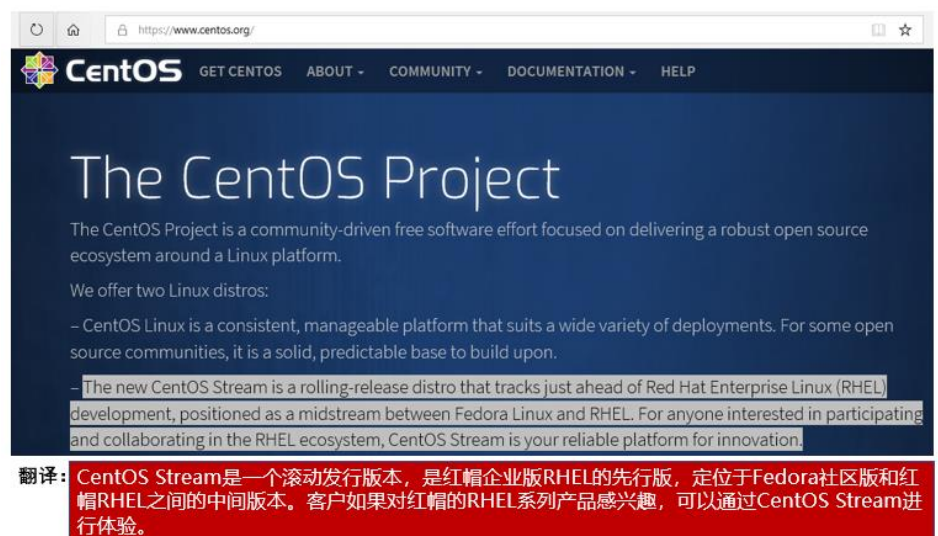 https://www.centos.org/
CentOS GET CENTOS ABOUT COMMUNITY DOCUMENTATION HELP
The CentOS Project
The CentOS Project is a community-driven free software effort focused on delivering a robust open source
ecosystem around a Linux platform.
We offer two Linux distros:
– CentOS Linux is a consistent, manageable platform that suits a wide variety of deployments. For some open
source communities, it is a solid, predictable base to build upon.
– The new CentOS Stream is a rolling-release distro that tracks just ahead of Red Hat Enterprise Linux (RHEL)
development, positioned as a midstream between Fedora Linux and RHEL. For anyone interested in participating
and collaborating in the RHEL ecosystem, CentOS Stream is your reliable platform for innovation.
翻译：CentOS Stream是一个滚动发行版本，是红帽企业版RHEL的先行版，定位于Fedora社区版和红
帽RHEL之间的中间版本。客户如果对红帽的RHEL系列产品感兴趣，可以通过CentOS Stream进
行体验。